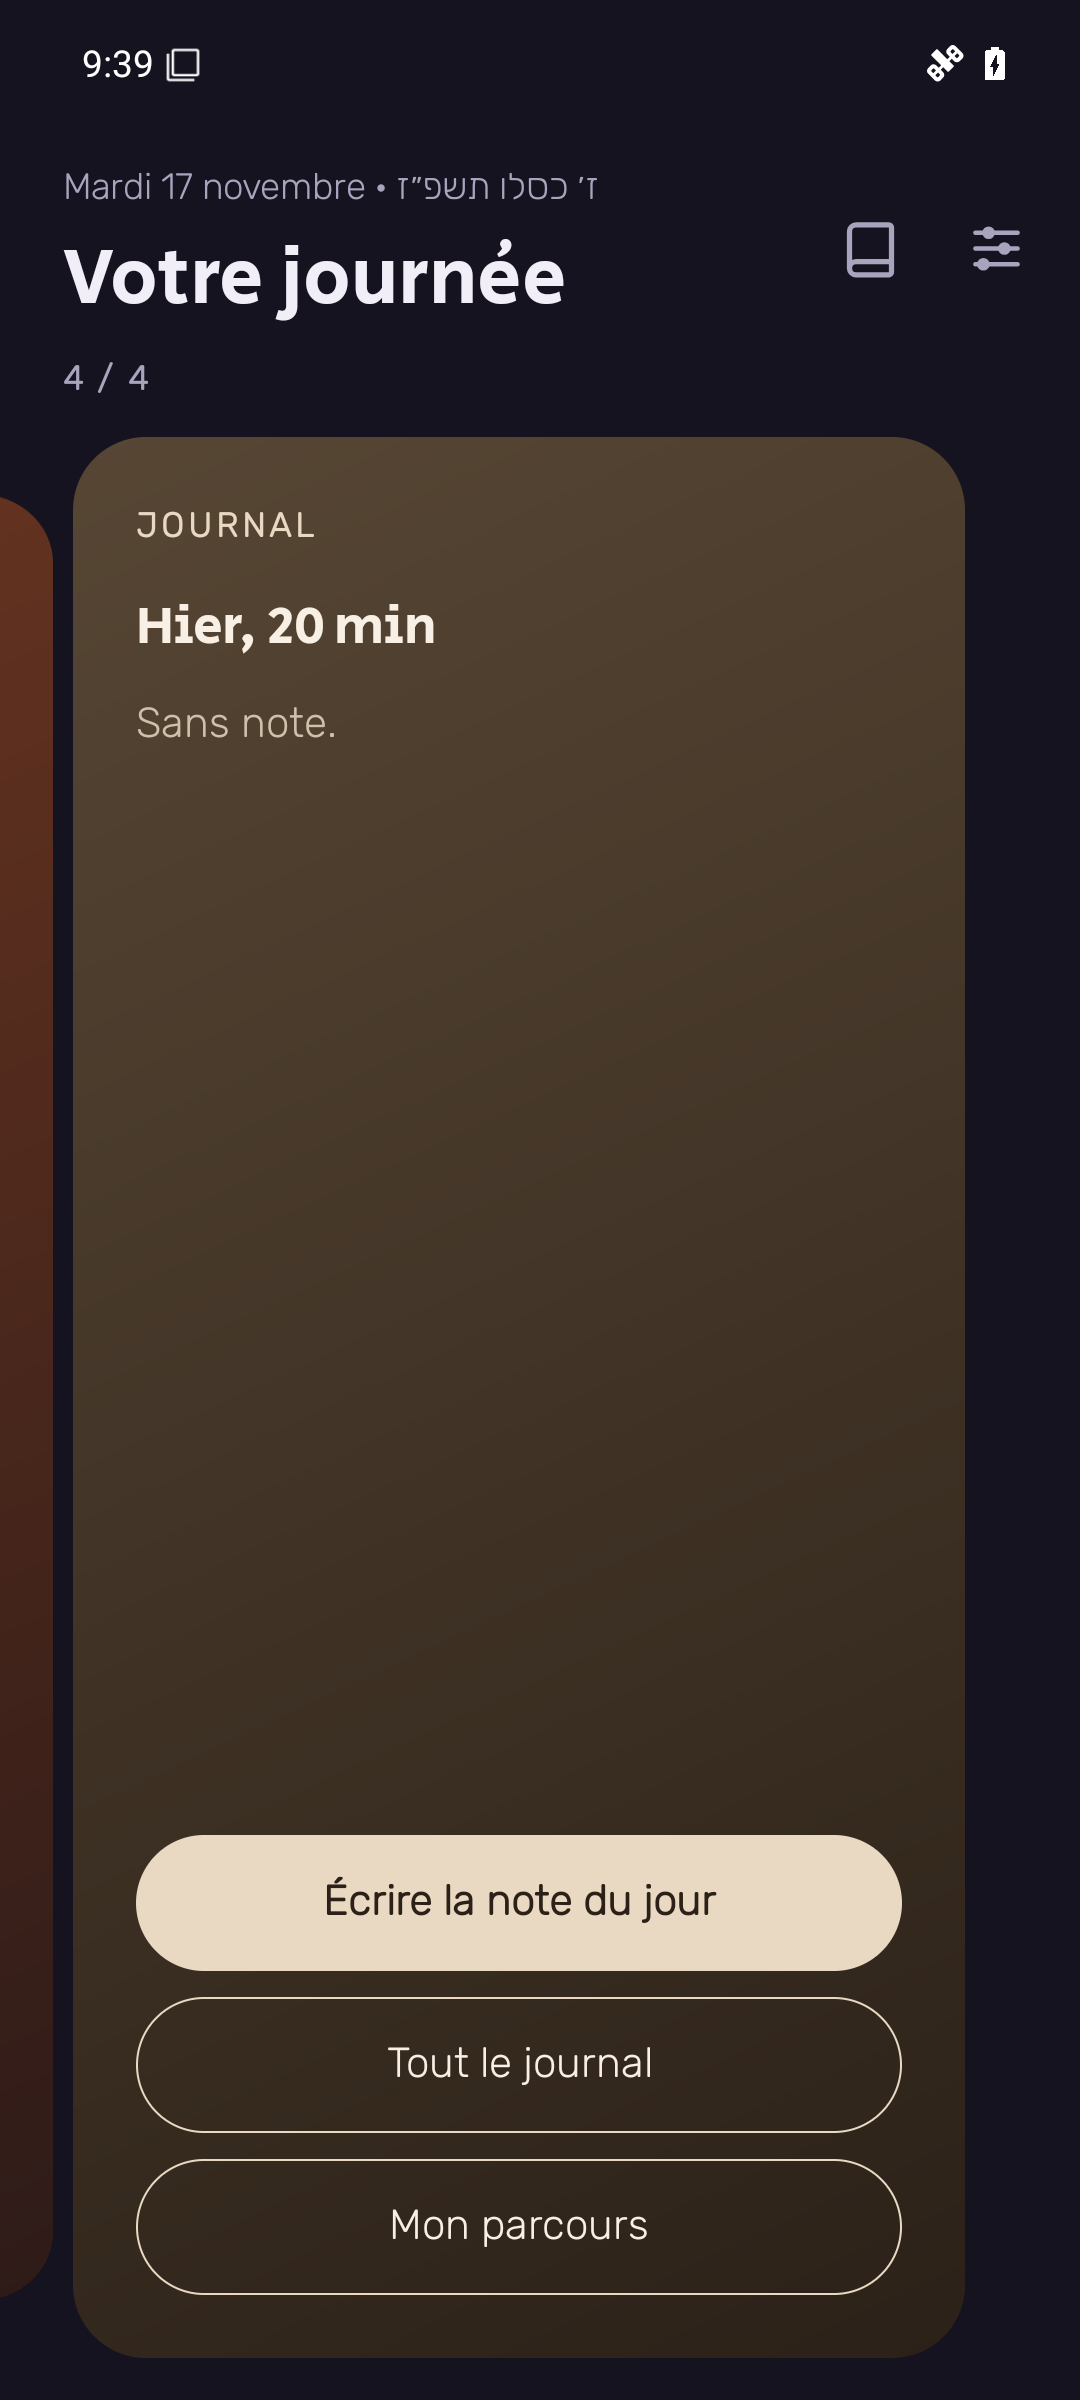 9:39
Mardi 17 novembre • ז׳ כסלו תשפ״ז
Votre journée
4 / 4
JOURNAL
Hier, 20 min
Sans note.
Écrire la note du jour
Tout le journal
Mon parcours